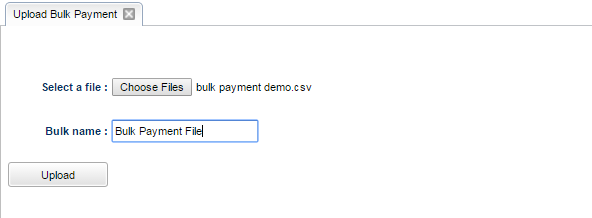 Upload Bulk Payment
Select a file : Choose Files bulk payment demo.csv
Bulk name : Bulk Payment File
Upload